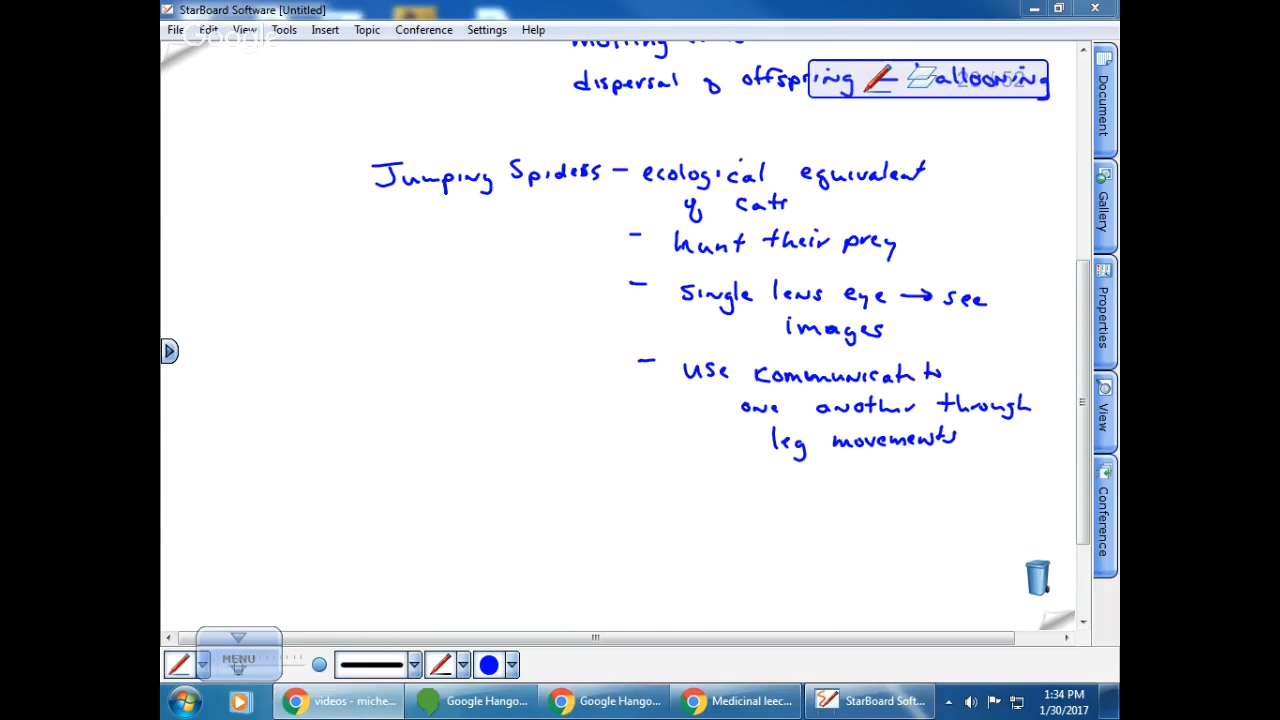 StarBoard Software [Untitled]
File Edit View Tools Insert Topic Conference Settings Help
Google
dispersal of offspring - ballooning
Jumping Spiders - ecological equivalent
of cats
- hunt their prey
- single lens eye → see
images
- use kommunicat to
one another through
leg movements
Document
Gallery
Properties
View
Conference
MENU
videos - miche...
Google Hango...
Google Hango...
Medicinal leec...
StarBoard Soft...
1:34 PM
1/30/2017